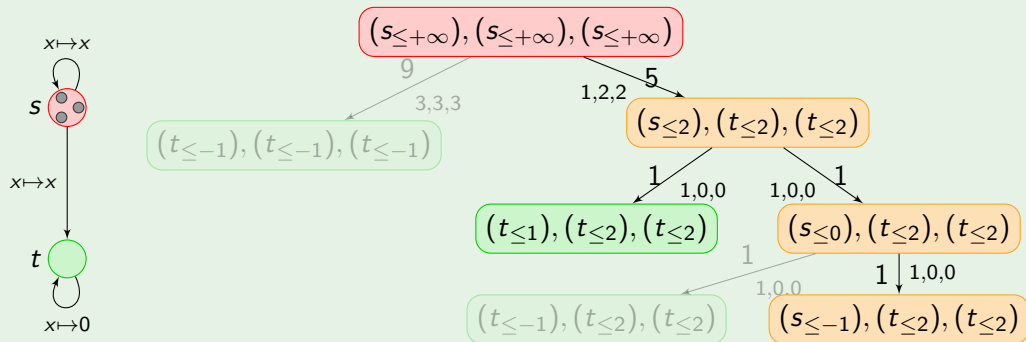 x↦x
s
x↦x
t
x↦0
(s≤+∞), (s≤+∞), (s≤+∞)
9
3,3,3
5
1,2,2
(t≤−1), (t≤−1), (t≤−1)
(s≤2), (t≤2), (t≤2)
1
1,0,0
1
1,0,0
(t≤1), (t≤2), (t≤2)
(s≤0), (t≤2), (t≤2)
1
1,0,0
1
1,0,0
(t≤−1), (t≤2), (t≤2)
(s≤−1), (t≤2), (t≤2)